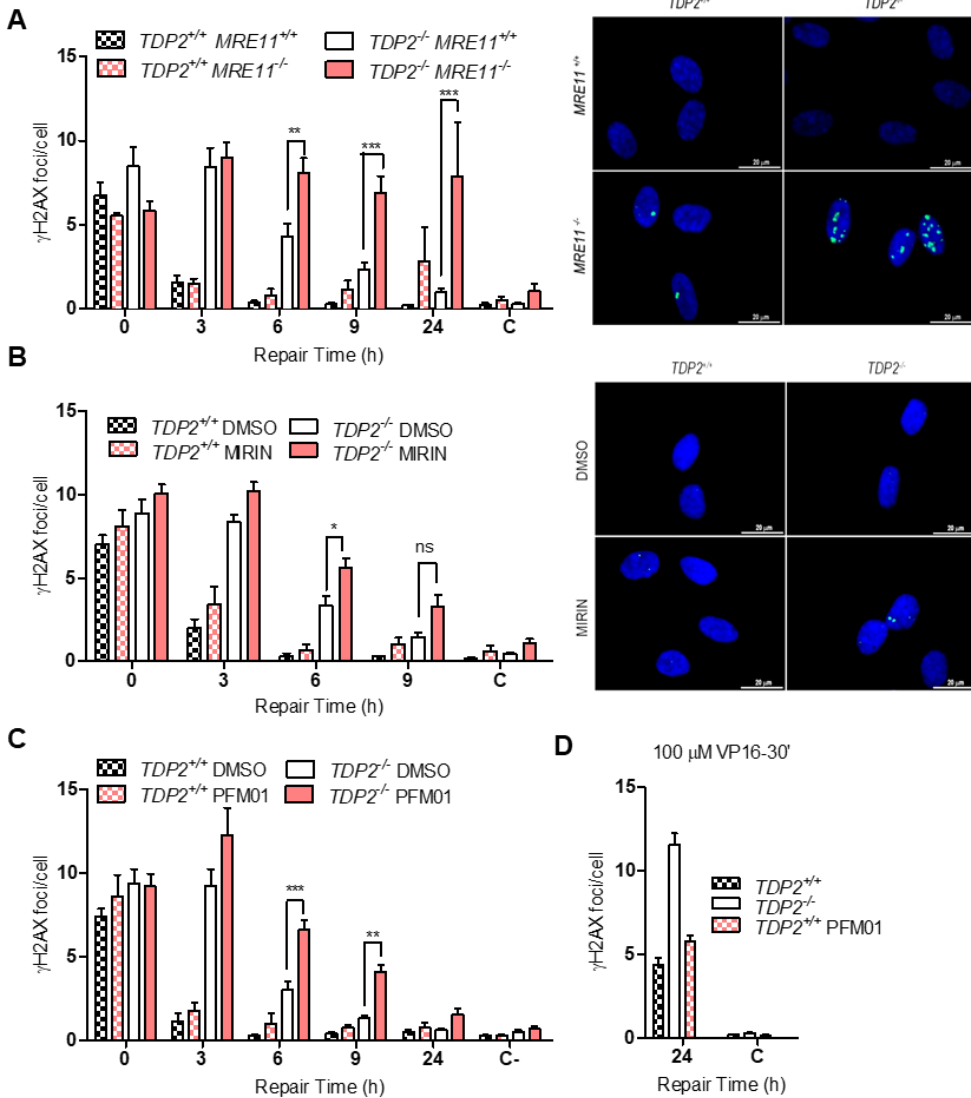 A
TDP2+/+ MRE11+/+
TDP2-/- MRE11+/+
TDP2+/+ MRE11-/-
TDP2-/- MRE11-/-
15
10
5
0
γH2AX foci/cell
**
***
***
0 3 6 9 24 C
Repair Time (h)
TDP2+/+
MRE11 +/+
MRE11 -/-
20 µm
20 µm
20 µm
20 µm
B
TDP2+/+ DMSO
TDP2-/- DMSO
TDP2+/+ MIRIN
TDP2-/- MIRIN
15
10
5
0
γH2AX foci/cell
*
ns
0 3 6 9 C
Repair Time (h)
TDP2+/+
TDP2-/-
DMSO
MIRIN
20 µm
20 µm
20 µm
20 µm
C
TDP2+/+ DMSO
TDP2-/- DMSO
TDP2+/+ PFM01
TDP2-/- PFM01
15
10
5
0
γH2AX foci/cell
***
**
0 3 6 9 24 C-
Repair Time (h)
D
100 µM VP16-30'
15
10
5
0
γH2AX foci/cell
TDP2+/+
TDP2-/-
TDP2+/+ PFM01
24 C
Repair Time (h)